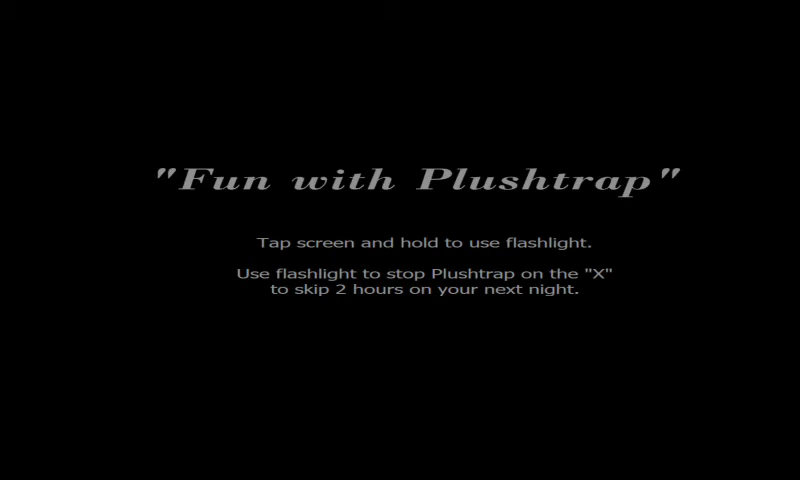 "Fun with Plushtrap"
Tap screen and hold to use flashlight.
Use flashlight to stop Plushtrap on the "X"
to skip 2 hours on your next night.